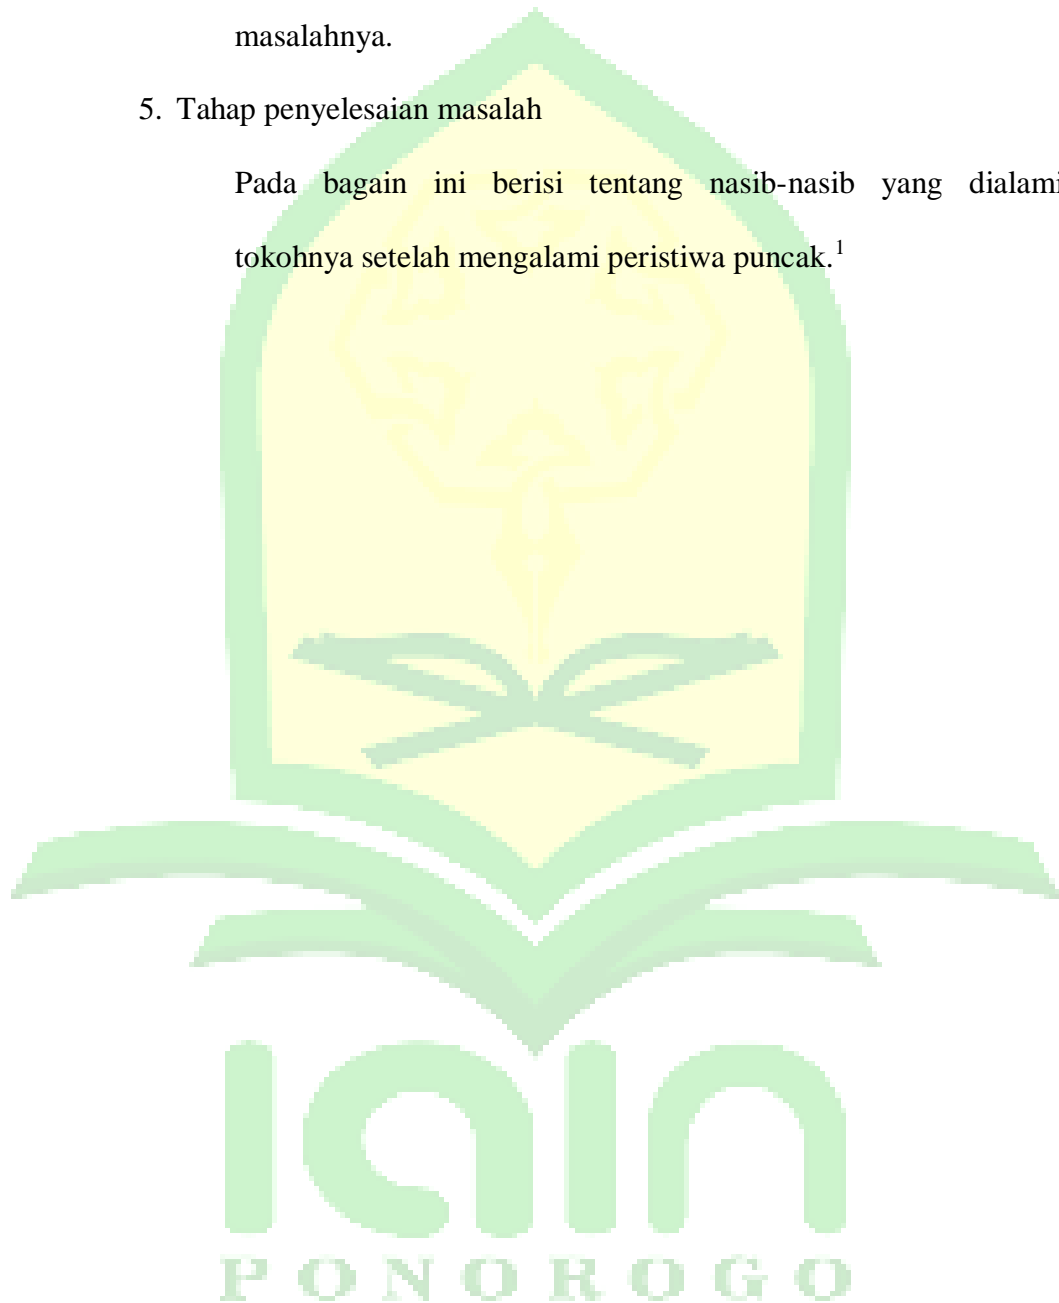 masalahnya.
5. Tahap penyelesaian masalah
Pada bagain ini berisi tentang nasib-nasib yang dialami
tokohnya setelah mengalami peristiwa puncak.1
iain
PONOROGO